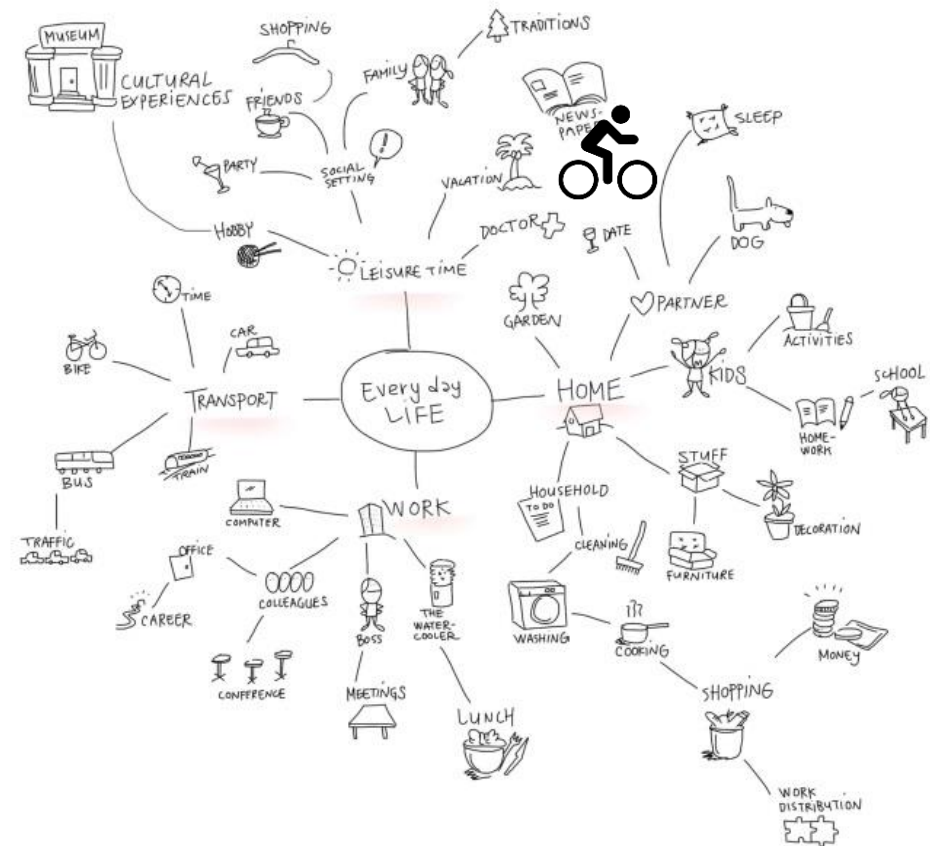 MUSEUM
CULTURAL
EXPERIENCES
SHOPPING
FRIENDS
FAMILY
TRADITIONS
NEWS-
PAPER
SLEEP
PARTY
SOCIAL
SETTING
!
VACATION
HOBBY
DOCTOR
DATE
DOG
LEISURE TIME
TIME
GARDEN
PARTNER
BIKE
CAR
ACTIVITIES
KIDS
SCHOOL
TRANSPORT
Every day
LIFE
HOME
HOME-
WORK
BUS
TRAIN
STUFF
COMPUTER
WORK
HOUSEHOLD
TO DO
DECORATION
TRAFFIC
OFFICE
CLEANING
FURNITURE
COLLEAGUES
CAREER
BOSS
THE
WATER-
COOLER
WASHING
COOKING
MONEY
CONFERENCE
MEETINGS
LUNCH
SHOPPING
WORK
DISTRIBUTION